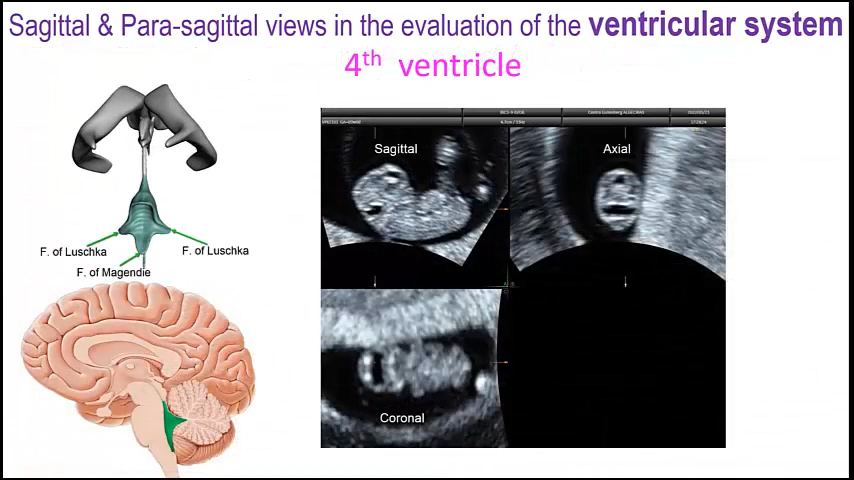 Sagittal & Para-sagittal views in the evaluation of the ventricular system
4th ventricle
F. of Luschka
F. of Luschka
F. of Magendie
Sagittal
Axial
Coronal